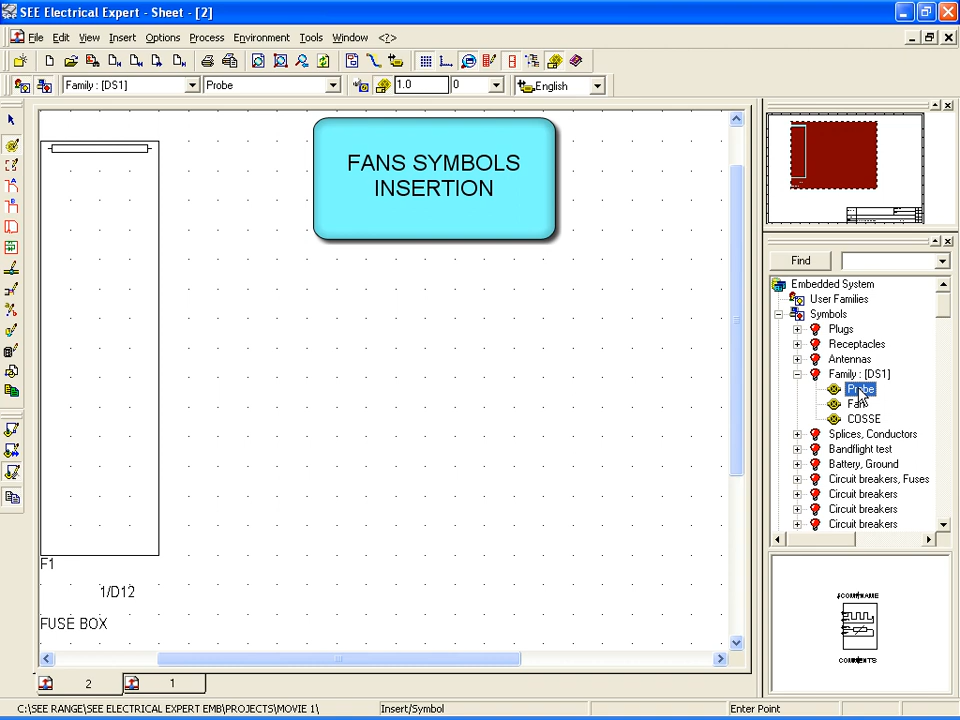 SEE Electrical Expert - Sheet - [2]
File Edit View Insert Options Process Environment Tools Window <?>
Family : [DS1] Probe 1.0 0 English
FANS SYMBOLS
INSERTION
F1
1/D12
FUSE BOX
Find
Embedded System
User Families
Symbols
Plugs
Receptacles
Antennas
Family : [DS1]
Probe
Fan
COSSE
Splices, Conductors
Bandflight test
Battery, Ground
Circuit breakers, Fuses
Circuit breakers
Circuit breakers
Circuit breakers
COMMENTS
2 1
C:\SEE RANGE\SEE ELECTRICAL EXPERT EMB\PROJECTS\MOVIE 1\ Insert/Symbol Enter Point